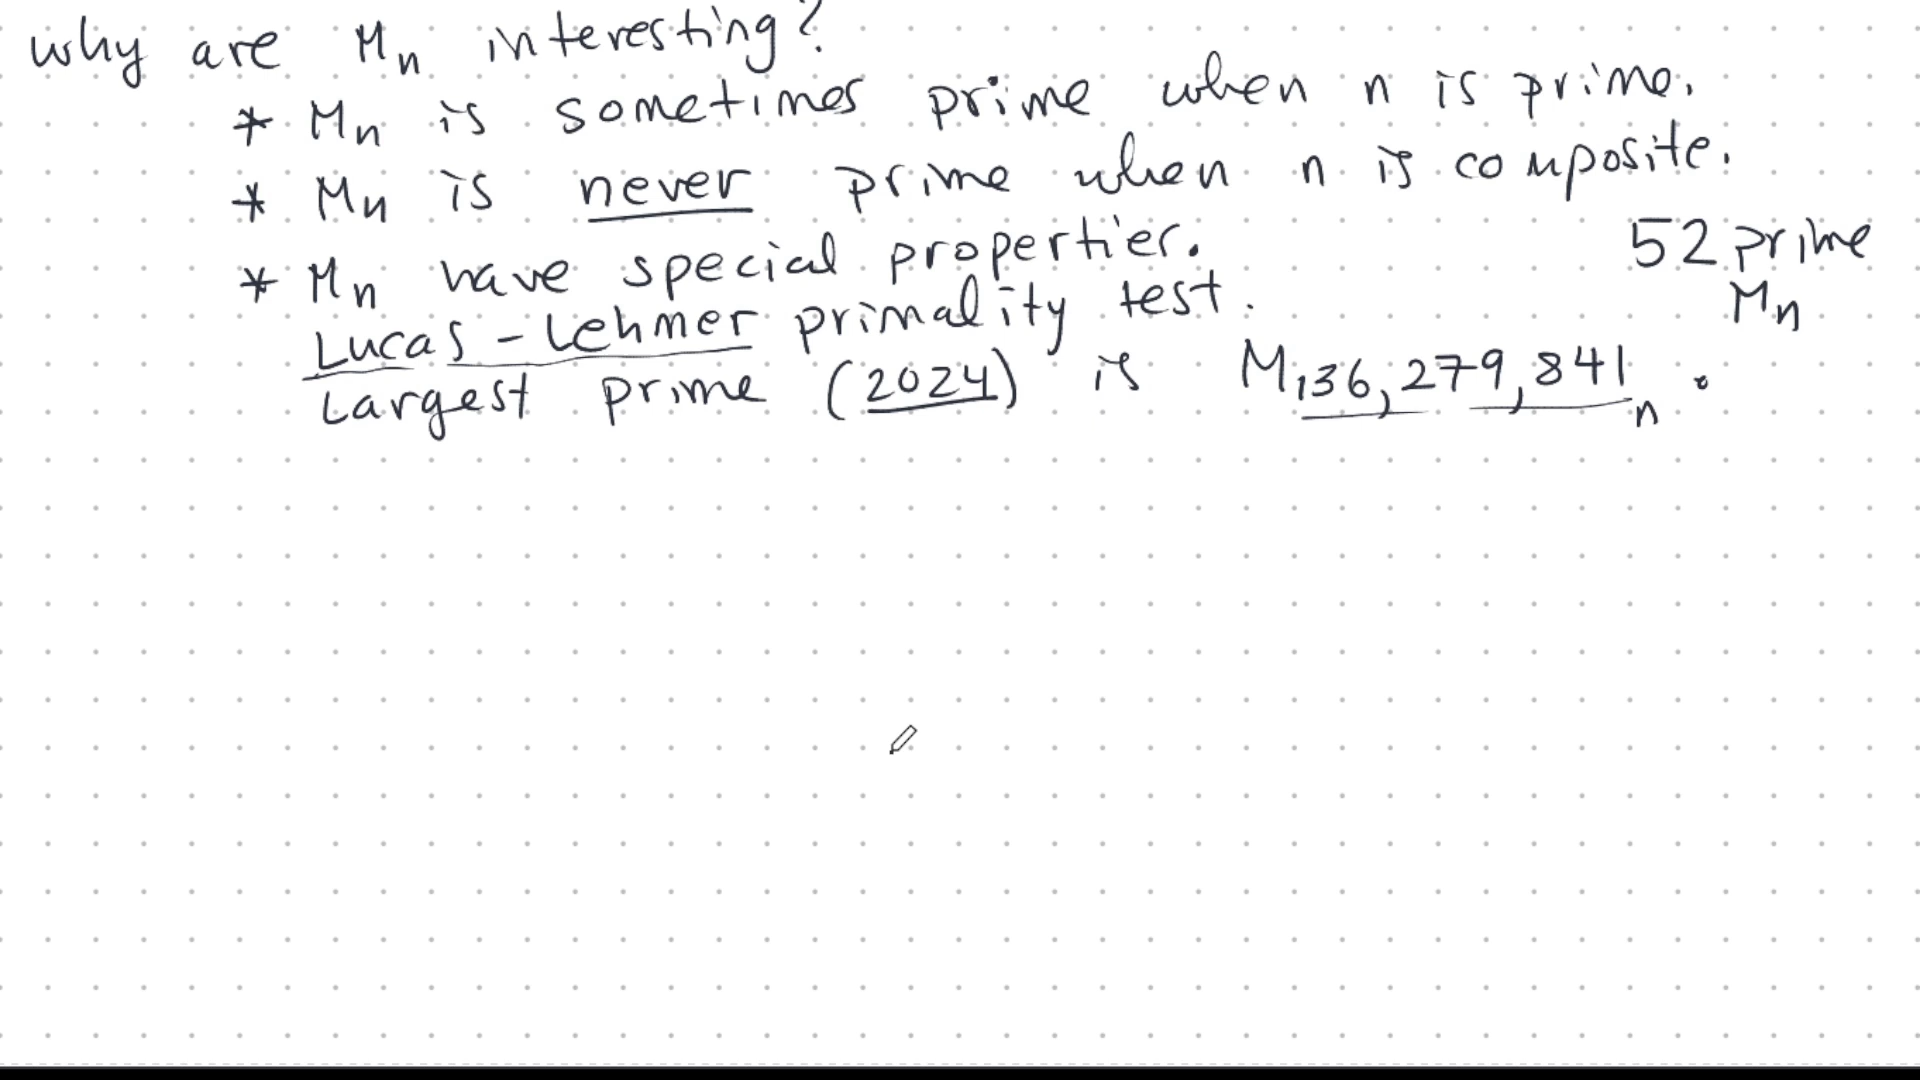 why are Mn interesting?
* Mn is sometimes prime when n is prime.
* Mn is never prime when n is composite.
* Mn have special properties.
52 prime
Mn
Lucas-Lehmer primality test.
Largest prime (2024) is M136,279,841.
n